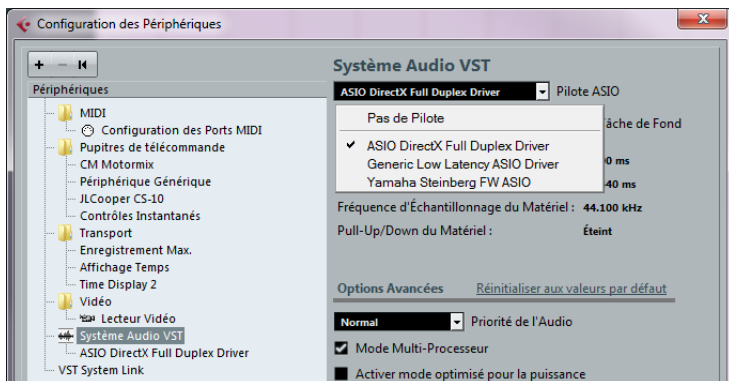 Configuration des Périphériques
Périphériques
MIDI
Configuration des Ports MIDI
Pupitres de télécommande
CM Motormix
Périphérique Générique
JLCooper CS-10
Contrôles Instantanés
Transport
Enregistrement Max.
Affichage Temps
Time Display 2
Vidéo
Lecteur Vidéo
Système Audio VST
ASIO DirectX Full Duplex Driver
VST System Link
Système Audio VST
ASIO DirectX Full Duplex Driver Pilote ASIO
Pas de Pilote
âche de Fond
ASIO DirectX Full Duplex Driver
Generic Low Latency ASIO Driver
0 ms
Yamaha Steinberg FW ASIO
40 ms
Fréquence d'Échantillonnage du Matériel : 44.100 kHz
Pull-Up/Down du Matériel : Éteint
Options Avancées Réinitialiser aux valeurs par défaut
Normal Priorité de l'Audio
Mode Multi-Processeur
Activer mode optimisé pour la puissance